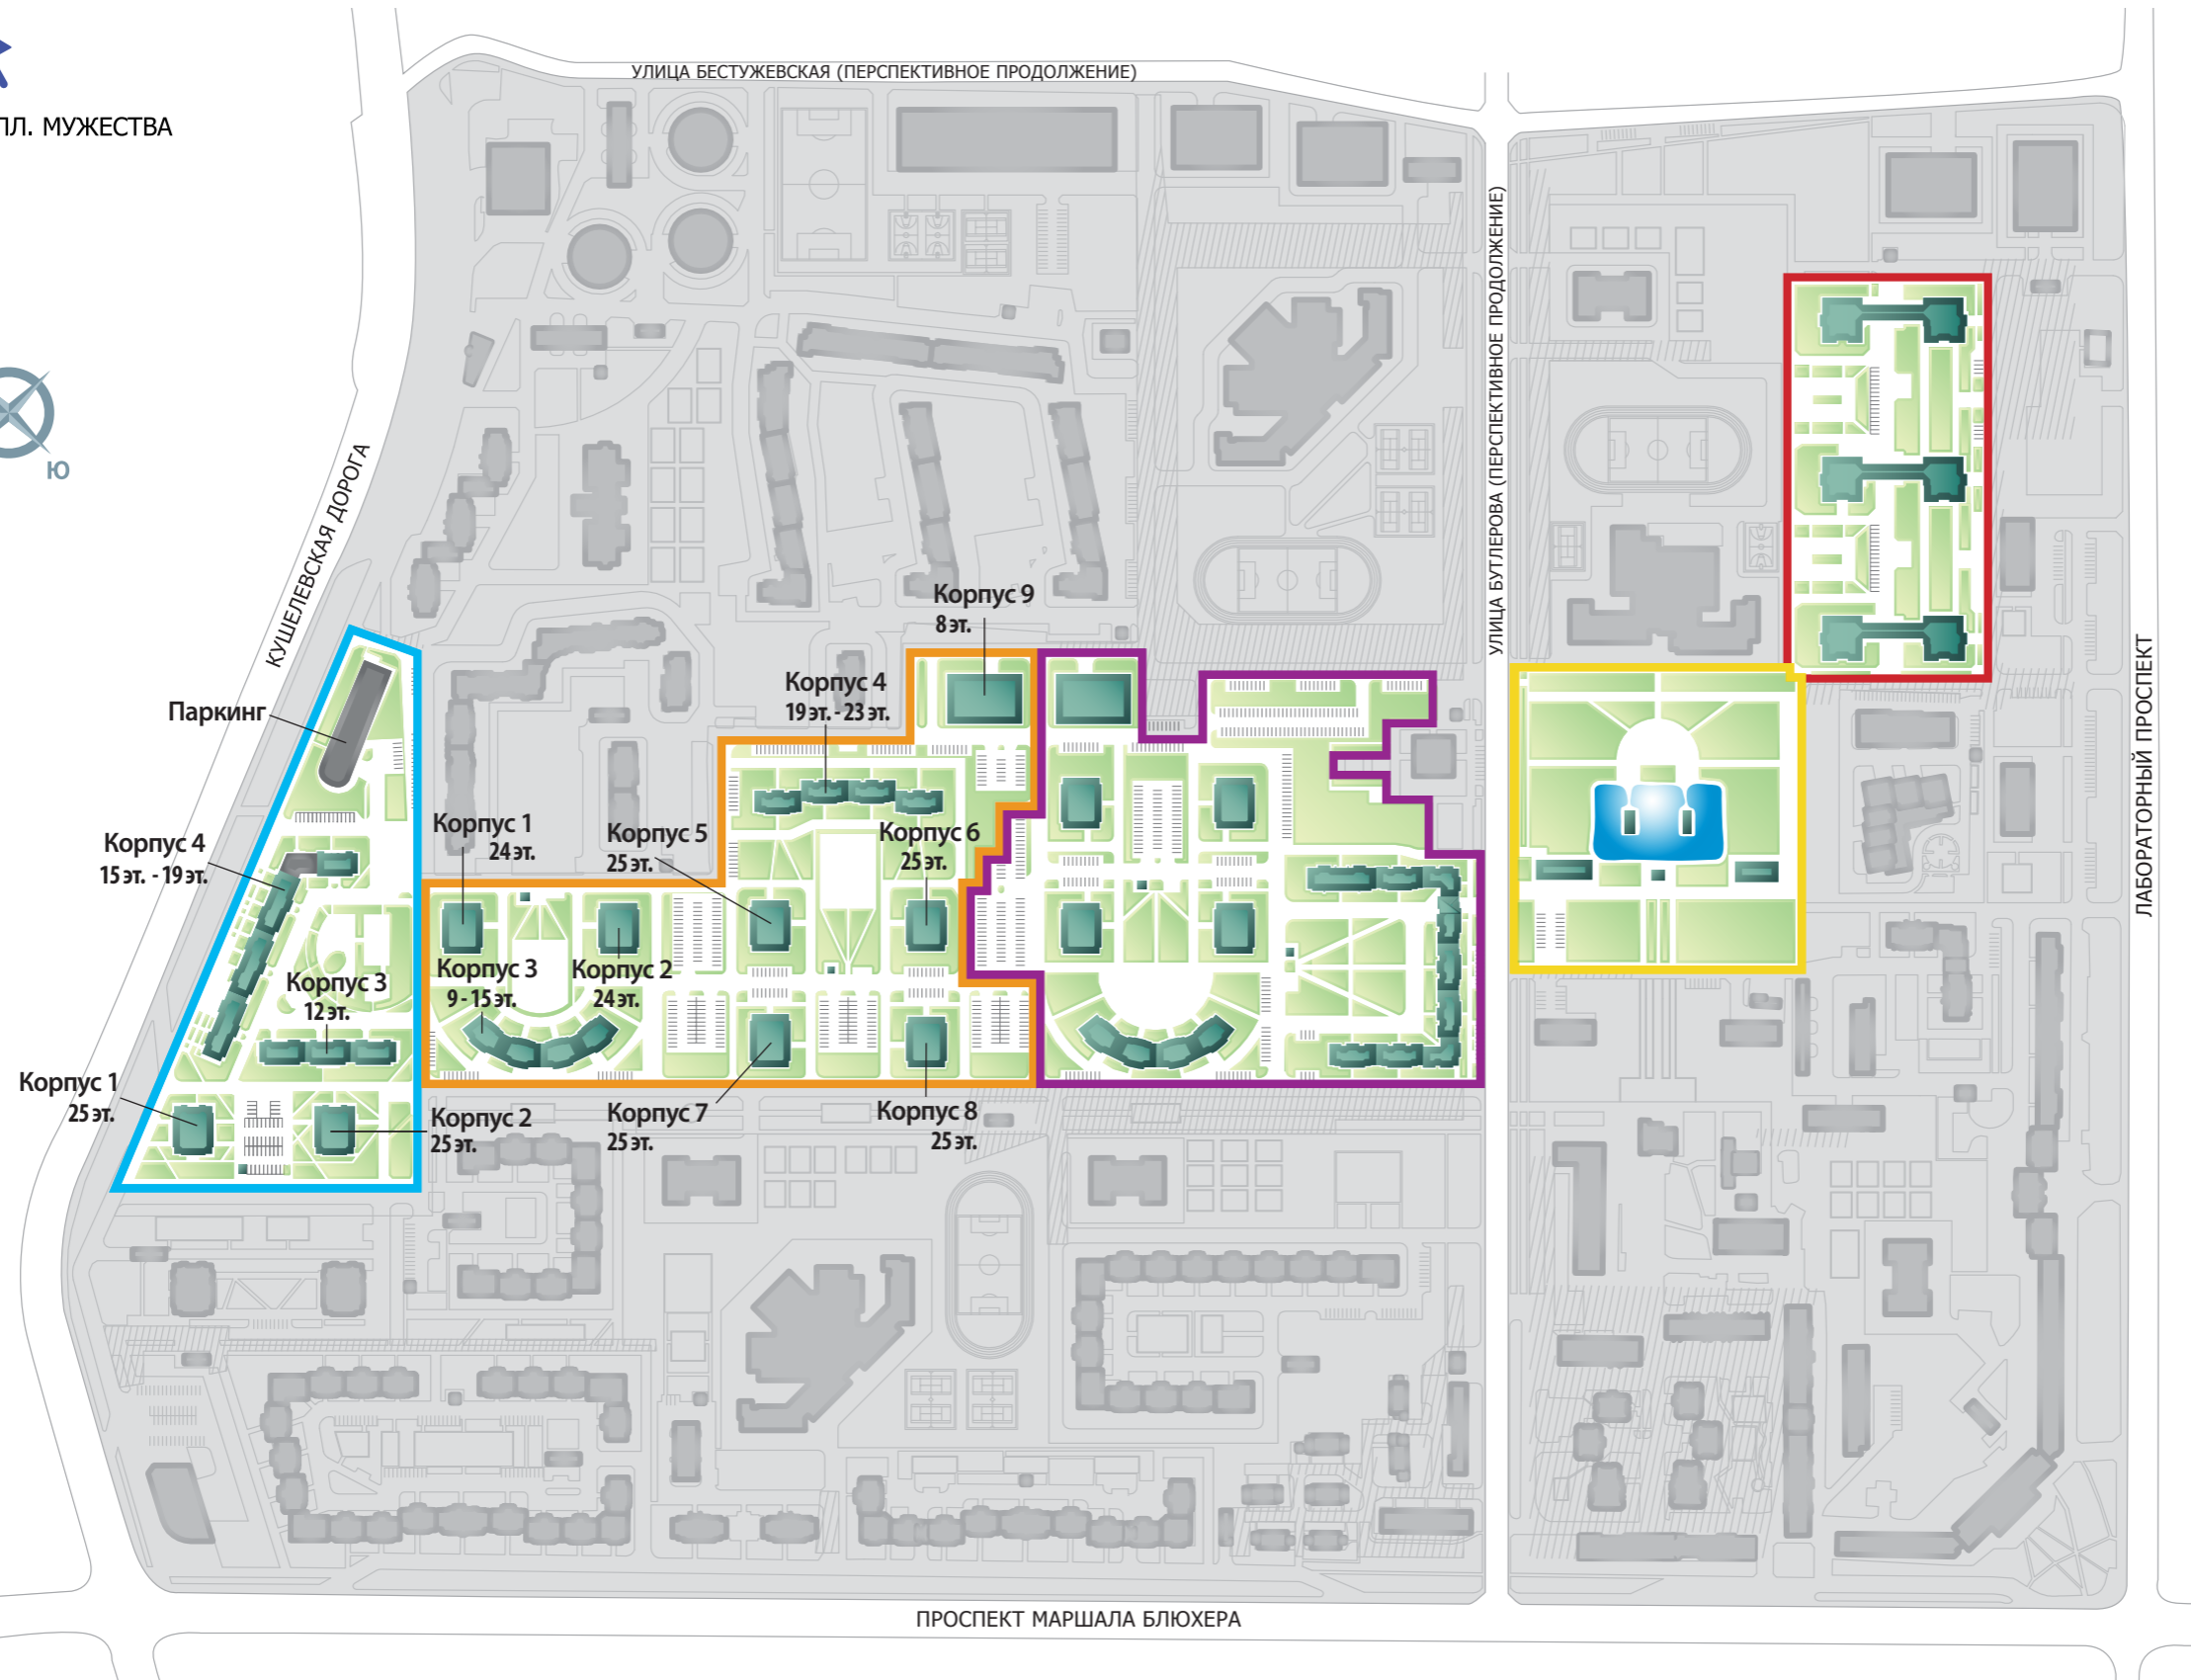 УЛИЦА БЕСТУЖЕВСКАЯ (ПЕРСПЕКТИВНОЕ ПРОДОЛЖЕНИЕ)
ПЛ. МУЖЕСТВА
Ю
КУШЕЛЕВСКАЯ ДОРОГА
УЛИЦА БУТЛЕРОВА (ПЕРСПЕКТИВНОЕ ПРОДОЛЖЕНИЕ)
ЛАБОРАТОРНЫЙ ПРОСПЕКТ
Корпус 9
8 эт.
Корпус 4
19 эт. - 23 эт.
Паркинг
Корпус 1
24 эт.
Корпус 5
25 эт.
Корпус 6
25 эт.
Корпус 4
15 эт. - 19 эт.
Корпус 3
9 - 15 эт.
Корпус 2
24 эт.
Корпус 3
12 эт.
Корпус 1
25 эт.
Корпус 2
25 эт.
Корпус 7
25 эт.
Корпус 8
25 эт.
ПРОСПЕКТ МАРШАЛА БЛЮХЕРА